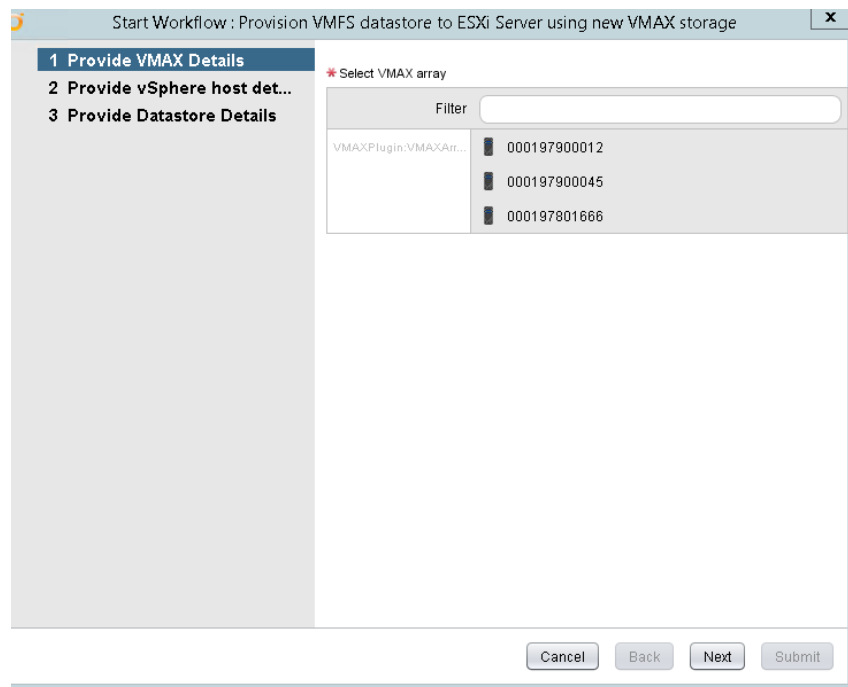 Start Workflow : Provision VMFS datastore to ESXi Server using new VMAX storage
x
1 Provide VMAX Details
2 Provide vSphere host det...
3 Provide Datastore Details
* Select VMAX array
Filter
VMAXPlugin:VMAXArr...
000197900012
000197900045
000197801666
Cancel Back Next Submit